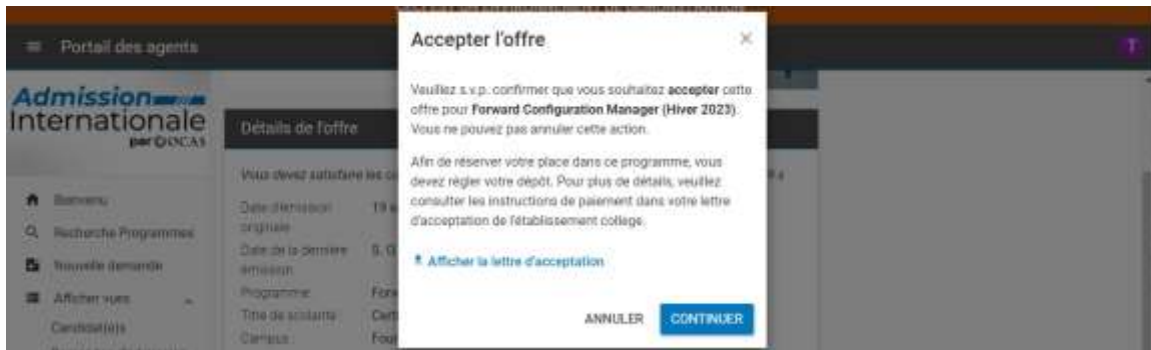 Portail des agents
T
Admission
Internationale
par OCAS
Bienvenu
Recherche Programmes
Nouvelle demande
Afficher vues
Candidat(e)s
Détails de l'offre
Vous devez satisfaire les
Date d'émission 19
originale
Date de la dernière
émission
Programme
Titre de scolarité
Campus
Accepter l'offre
Veuillez s.v.p. confirmer que vous souhaitez accepter cette
offre pour Forward Configuration Manager (Hiver 2023).
Vous ne pouvez pas annuler cette action.
Afin de réserver votre place dans ce programme, vous
devez régler votre dépôt. Pour plus de détails, veuillez
consulter les instructions de paiement dans votre lettre
d'acceptation de l'établissement college.
Afficher la lettre d'acceptation
ANNULER CONTINUER